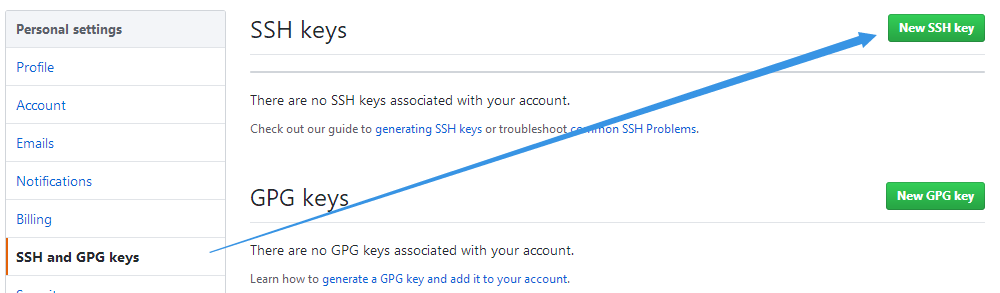 Personal settings
Profile
Account
Emails
Notifications
Billing
SSH and GPG keys
SSH keys
New SSH key
There are no SSH keys associated with your account.
Check out our guide to generating SSH keys or troubleshoot common SSH Problems.
GPG keys
New GPG key
There are no GPG keys associated with your account.
Learn how to generate a GPG key and add it to your account.